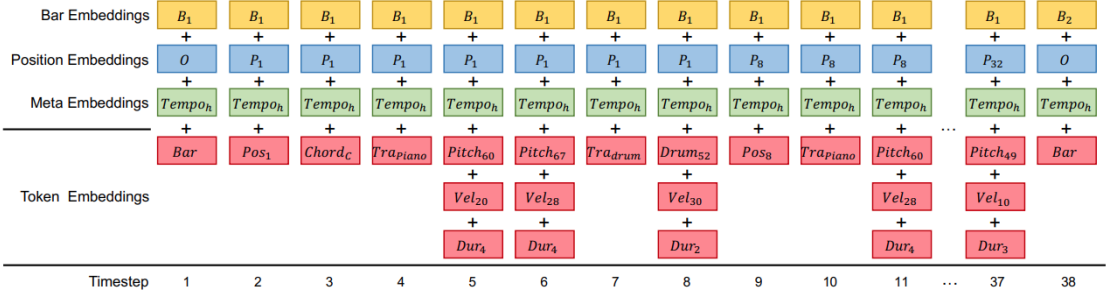 Bar Embeddings B₁ B₁ B₁ B₁ B₁ B₁ B₁ B₁ B₁ B₁ B₁ B₁ B₂
+ + + + + + + + + + + + +
Position Embeddings O P₁ P₁ P₁ P₁ P₁ P₁ P₁ P₈ P₈ P₈ P₃₂ O
+ + + + + + + + + + + + +
Meta Embeddings Tempoₕ Tempoₕ Tempoₕ Tempoₕ Tempoₕ Tempoₕ Tempoₕ Tempoₕ Tempoₕ Tempoₕ Tempoₕ Tempoₕ Tempoₕ
+ + + + + + + + + + + ... + +
Bar Pos₁ Chord_C Tra_Piano Pitch₆₀ Pitch₆₇ Tra_drum Drum₅₂ Pos₈ Tra_Piano Pitch₆₀ Pitch₄₉ Bar
+ + + + +
Token Embeddings Vel₂₀ Vel₂₈ Vel₃₀ Vel₂₈ Vel₁₀
+ + + + +
Dur₄ Dur₄ Dur₂ Dur₄ Dur₃
Timestep 1 2 3 4 5 6 7 8 9 10 11 ... 37 38